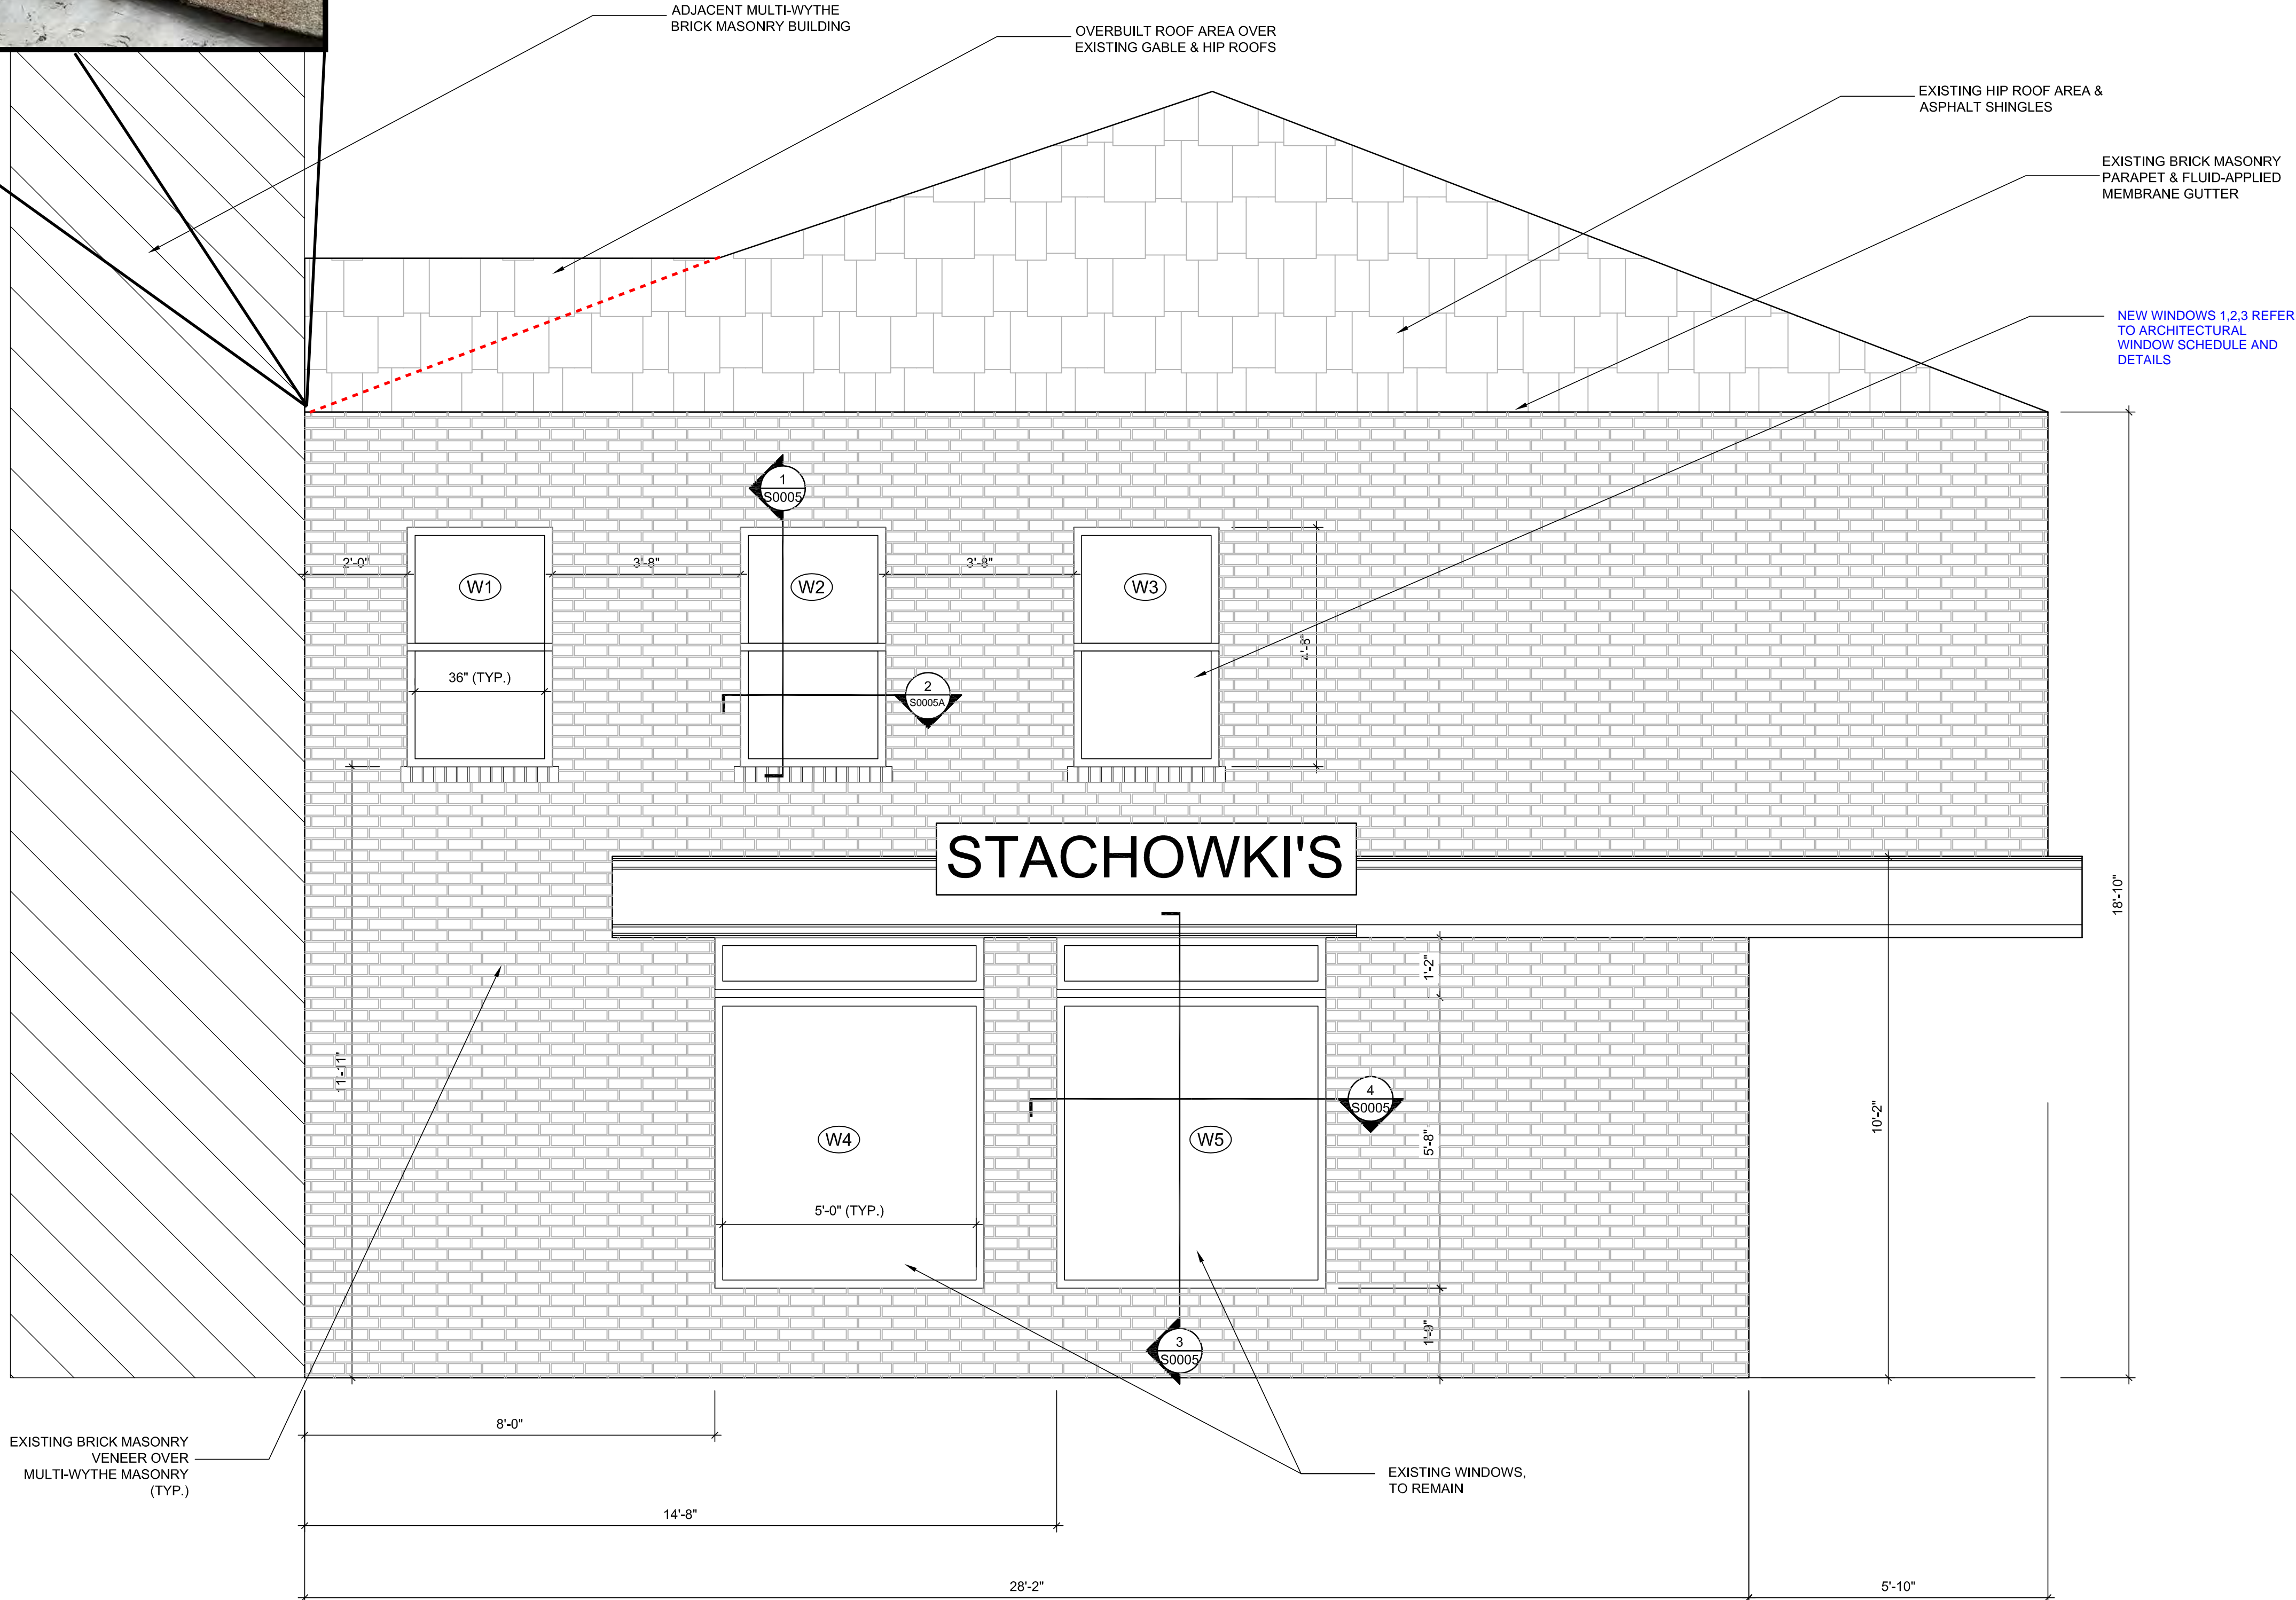 ADJACENT MULTI-WYTHE
BRICK MASONRY BUILDING
OVERBUILT ROOF AREA OVER
EXISTING GABLE & HIP ROOFS
EXISTING HIP ROOF AREA &
ASPHALT SHINGLES
EXISTING BRICK MASONRY
PARAPET & FLUID-APPLIED
MEMBRANE GUTTER
NEW WINDOWS 1,2,3 REFER
TO ARCHITECTURAL
WINDOW SCHEDULE AND
DETAILS
1
S0005
2'-0"
3'-8"
3'-8"
W1
W2
W3
4'-8"
36" (TYP.)
2
S0005A
STACHOWKI'S
18'-10"
1'-2"
11'-11"
10'-2"
4
S0005
W4
W5
5'-8"
5'-0" (TYP.)
1'-9"
3
S0005
8'-0"
EXISTING BRICK MASONRY
VENEER OVER
MULTI-WYTHE MASONRY
(TYP.)
EXISTING WINDOWS,
TO REMAIN
14'-8"
28'-2"
5'-10"